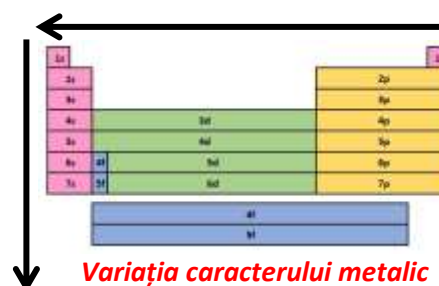 1s
2s 2p
3s 3p
4s 3d 4p
5s 4d 5p
6s 4f 5d 6p
7s 5f 6d 7p
4f
5f
Variația caracterului metalic